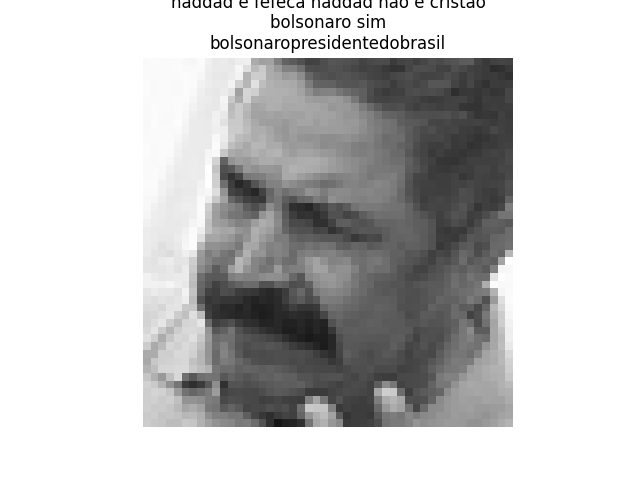 haddad é fefeca haddad não é cristão
bolsonaro sim
bolsonaropresidentedobrasil